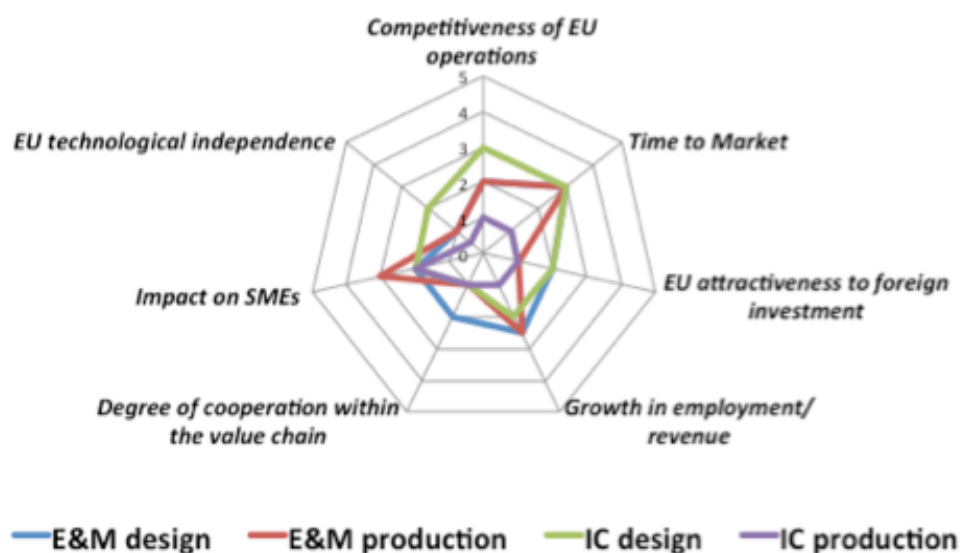 Competitiveness of EU
operations
5
4
3
2
1
0
EU technological independence
Time to Market
Impact on SMEs
EU attractiveness to foreign
investment
Degree of cooperation within
the value chain
Growth in employment/
revenue
E&M design E&M production IC design IC production